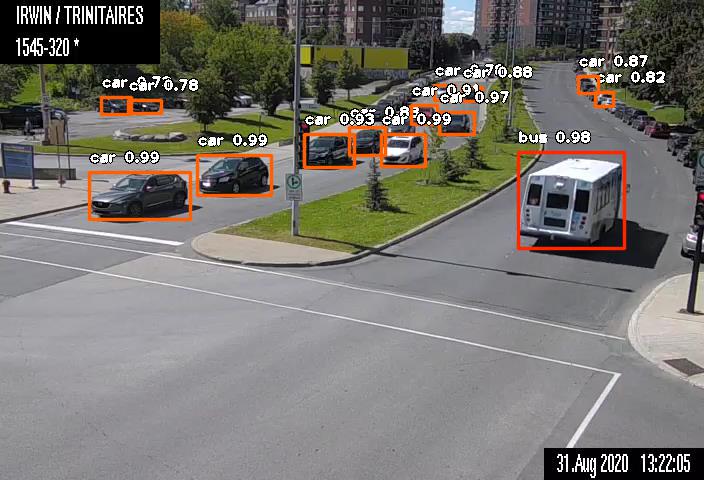 IRWIN / TRINITAIRES
1545-320 *
car 0.87
car 0.88
car 0.82
car 0.78
car 0.91
car 0.97
car 0.93
car 0.99
bus 0.98
car 0.99
car 0.99
31.Aug 2020 13:22:05